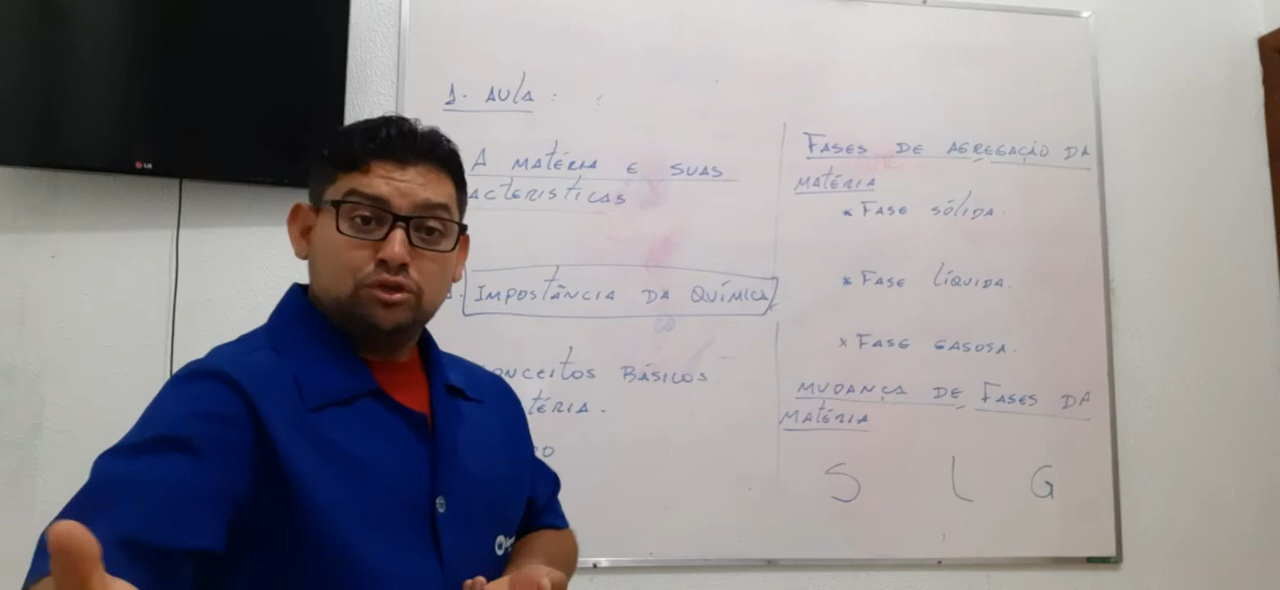 LG
1. AULA:
A MATÉRIA E SUAS
ACTERISTICAS
IMPOSTÂNCIA DA QUÍMICA
ONCEITOS BÁSICOS
TÉRIA.
FASES DE AGREGAÇÃO DA
MATÉRIA
* FASE SÓLIDA.
* FASE LÍQUIDA.
x FASE GASOSA.
MUDANÇA DE FASES DA
MATÉRIA
S L G